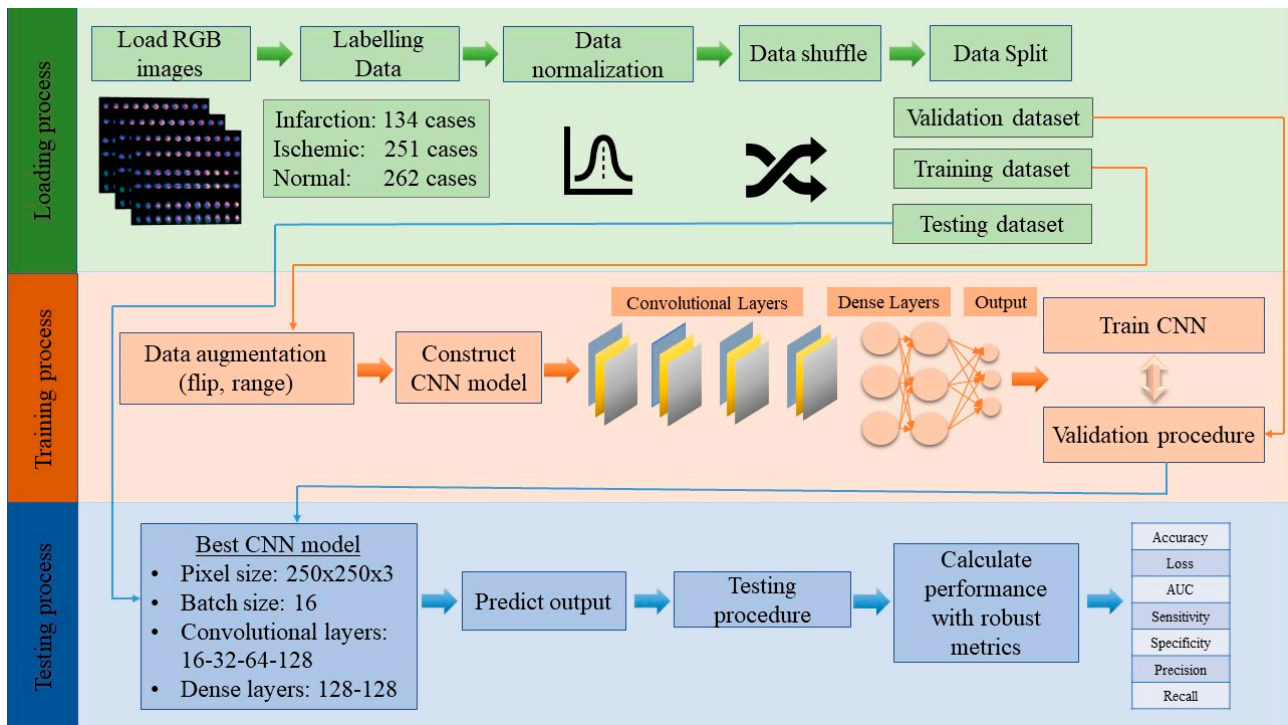 Loading process
Load RGB
images
Labelling
Data
Data
normalization
Data shuffle
Data Split
Infarction: 134 cases
Ischemic: 251 cases
Normal: 262 cases
Validation dataset
Training dataset
Testing dataset
Training process
Data augmentation
(flip, range)
Construct
CNN model
Convolutional Layers
Dense Layers
Output
Train CNN
Validation procedure
Testing process
Best CNN model
• Pixel size: 250x250x3
• Batch size: 16
• Convolutional layers:
16-32-64-128
• Dense layers: 128-128
Predict output
Testing
procedure
Calculate
performance
with robust
metrics
Accuracy
Loss
AUC
Sensitivity
Specificity
Precision
Recall